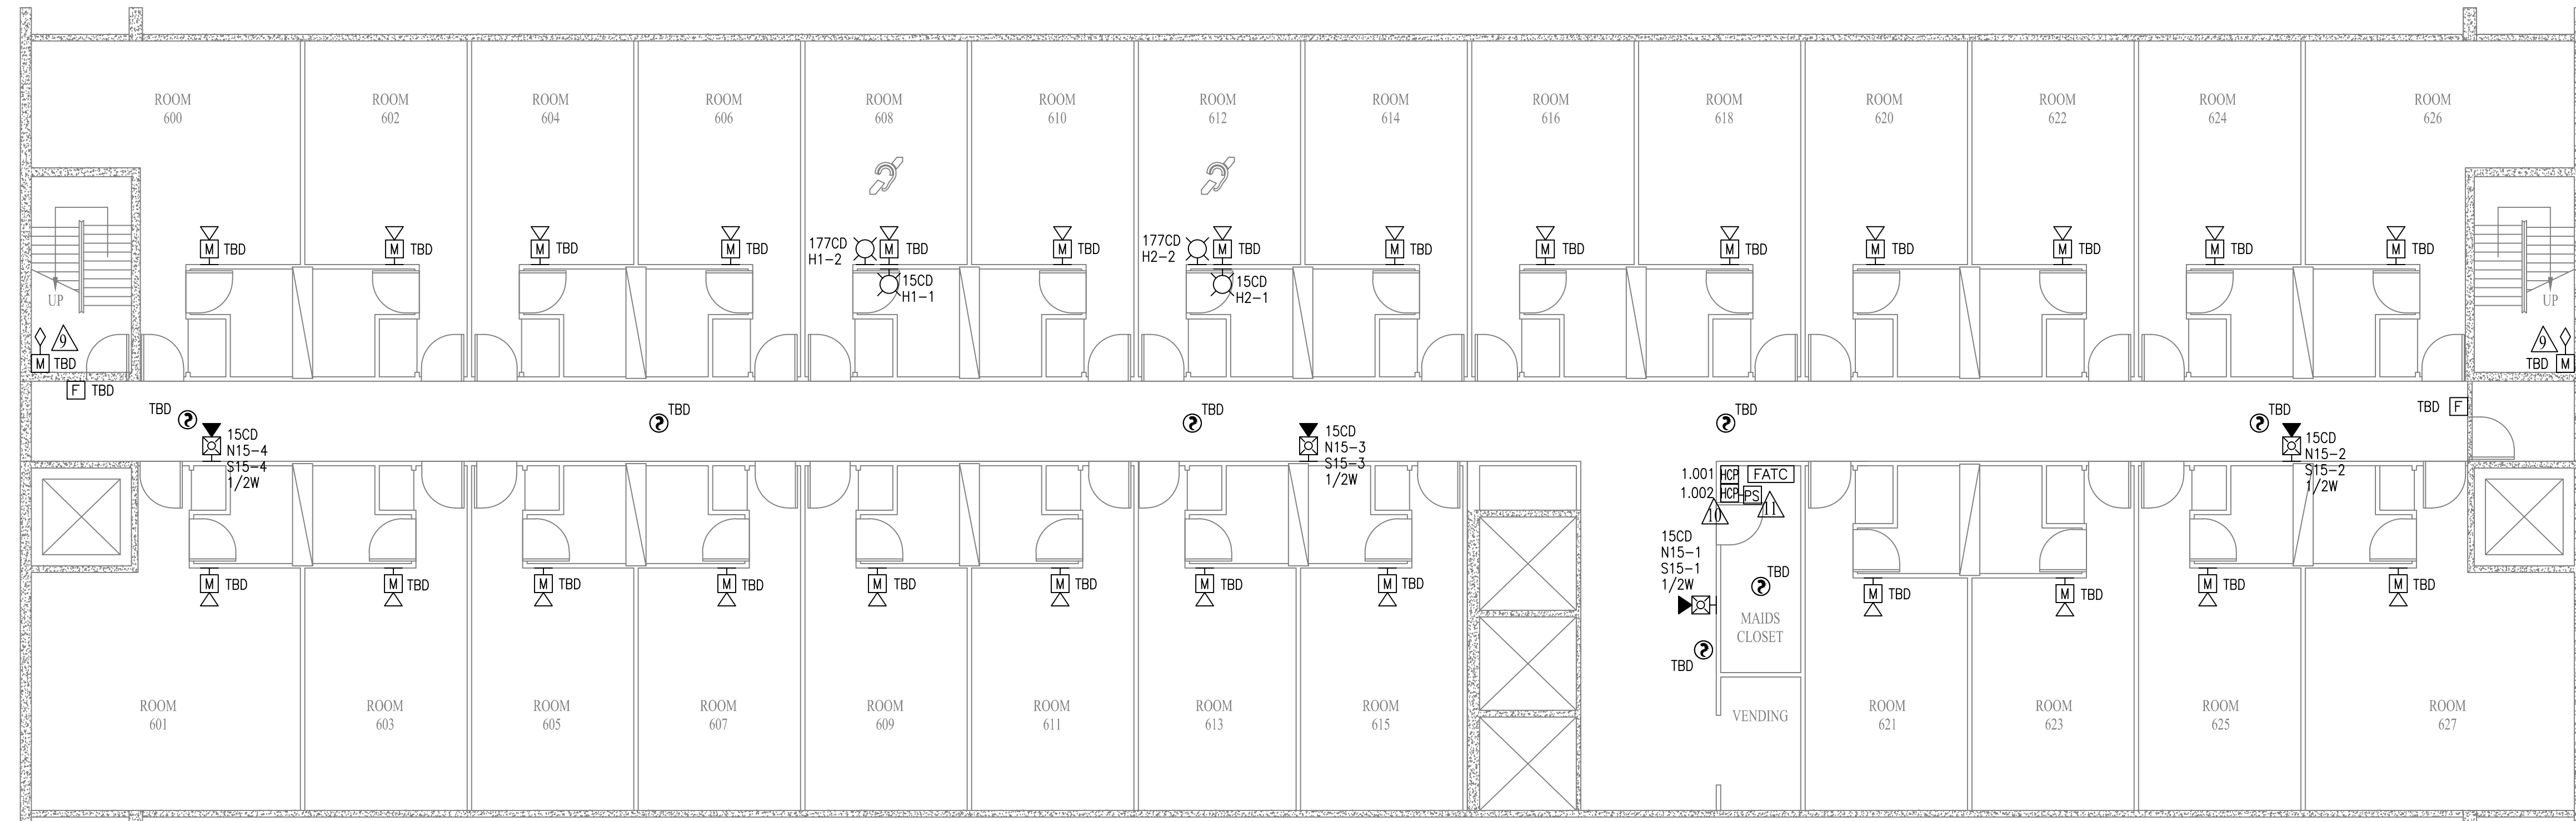 ROOM
600
ROOM
602
ROOM
604
ROOM
606
ROOM
608
ROOM
610
ROOM
612
ROOM
614
ROOM
616
ROOM
618
ROOM
620
ROOM
622
ROOM
624
ROOM
626
M TBD
M TBD
M TBD
M TBD
177CD
H1-2
M TBD
15CD
H1-1
M TBD
177CD
H2-2
M TBD
15CD
H2-1
M TBD
M TBD
M TBD
M TBD
M TBD
M TBD
M TBD
UP
UP
9
M TBD
9
TBD M
F TBD
TBD
15CD
N15-4
S15-4
1/2W
TBD
TBD
15CD
N15-3
S15-3
1/2W
TBD
TBD
15CD
N15-2
S15-2
1/2W
TBD F
1.001 HCP FATC
1.002 HCP PS
10
11
15CD
N15-1
S15-1
1/2W
TBD
MAIDS
CLOSET
TBD
VENDING
M TBD
M TBD
M TBD
M TBD
M TBD
M TBD
M TBD
M TBD
M TBD
M TBD
M TBD
M TBD
ROOM
601
ROOM
603
ROOM
605
ROOM
607
ROOM
609
ROOM
611
ROOM
613
ROOM
615
ROOM
621
ROOM
623
ROOM
625
ROOM
627